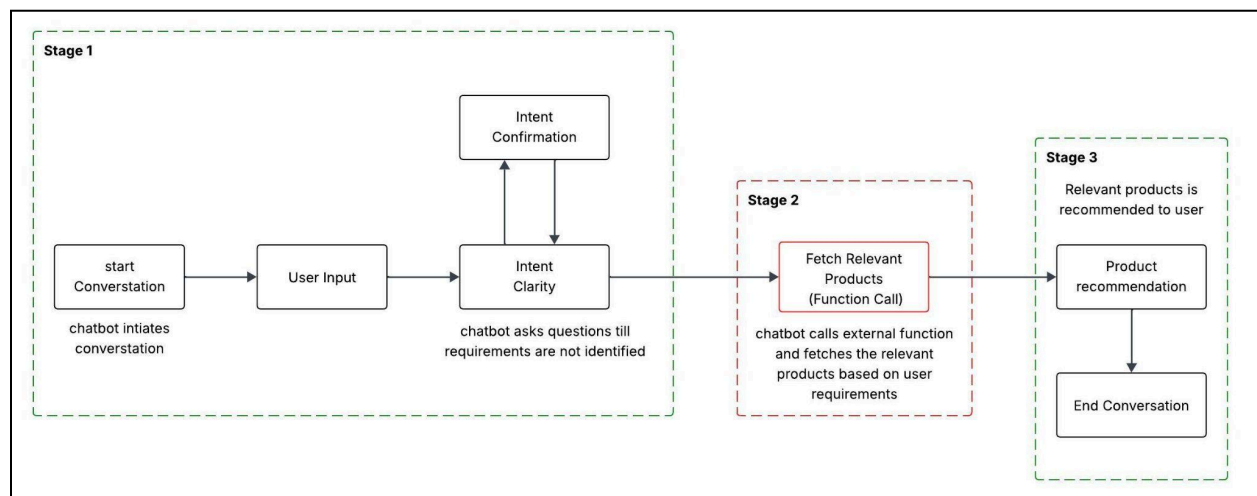 Stage 1
Intent
Confirmation
start
Converstation
User Input
Intent
Clarity
chatbot intiates
converstation
chatbot asks questions till
requirements are not identified
Stage 2
Fetch Relevant
Products
(Function Call)
chatbot calls external function
and fetches the relevant
products based on user
requirements
Stage 3
Relevant products is
recommended to user
Product
recommendation
End Conversation